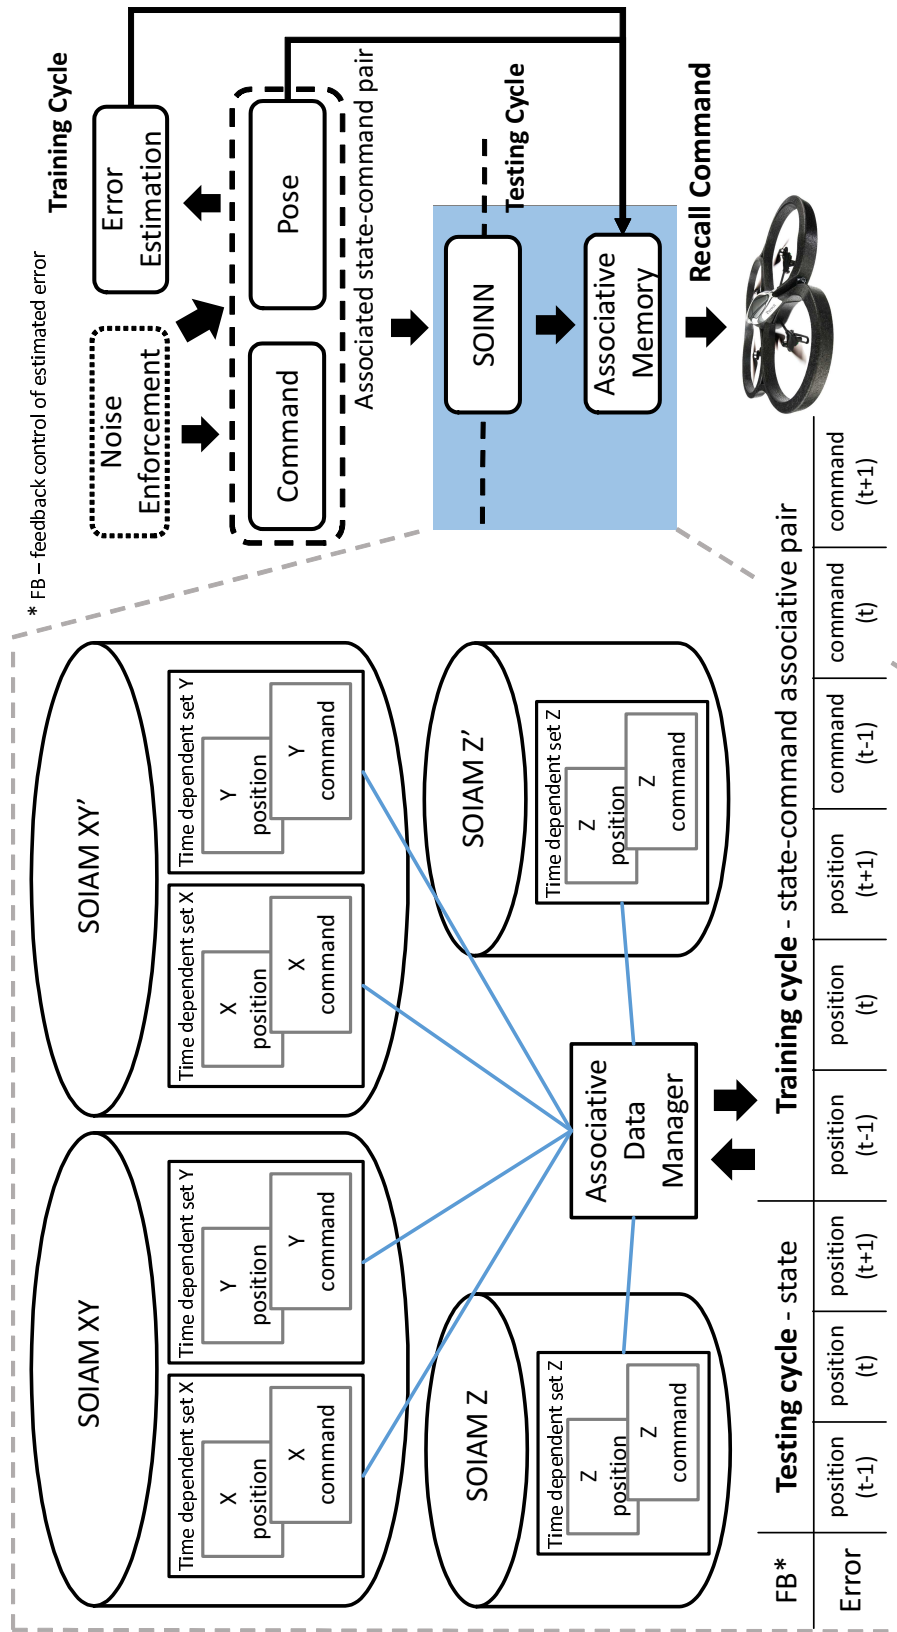 SOIAM XY
Time dependent set X
X
position
X
command
Time dependent set Y
Y
position
Y
command
SOIAM XY’
Time dependent set X
X
position
X
command
Time dependent set Y
Y
position
Y
command
SOIAM Z
Time dependent set Z
Z
position
Z
command
Associative
Data
Manager
SOIAM Z’
Time dependent set Z
Z
position
Z
command
FB*
Testing cycle - state
Training cycle - state-command associative pair
Error
position
(t-1)
position
(t)
position
(t+1)
position
(t-1)
position
(t)
position
(t+1)
command
(t-1)
command
(t)
command
(t+1)
* FB – feedback control of estimated error
Training Cycle
Noise
Enforcement
Error
Estimation
Command
Pose
Associated state-command pair
SOINN
Testing Cycle
Associative
Memory
Recall Command